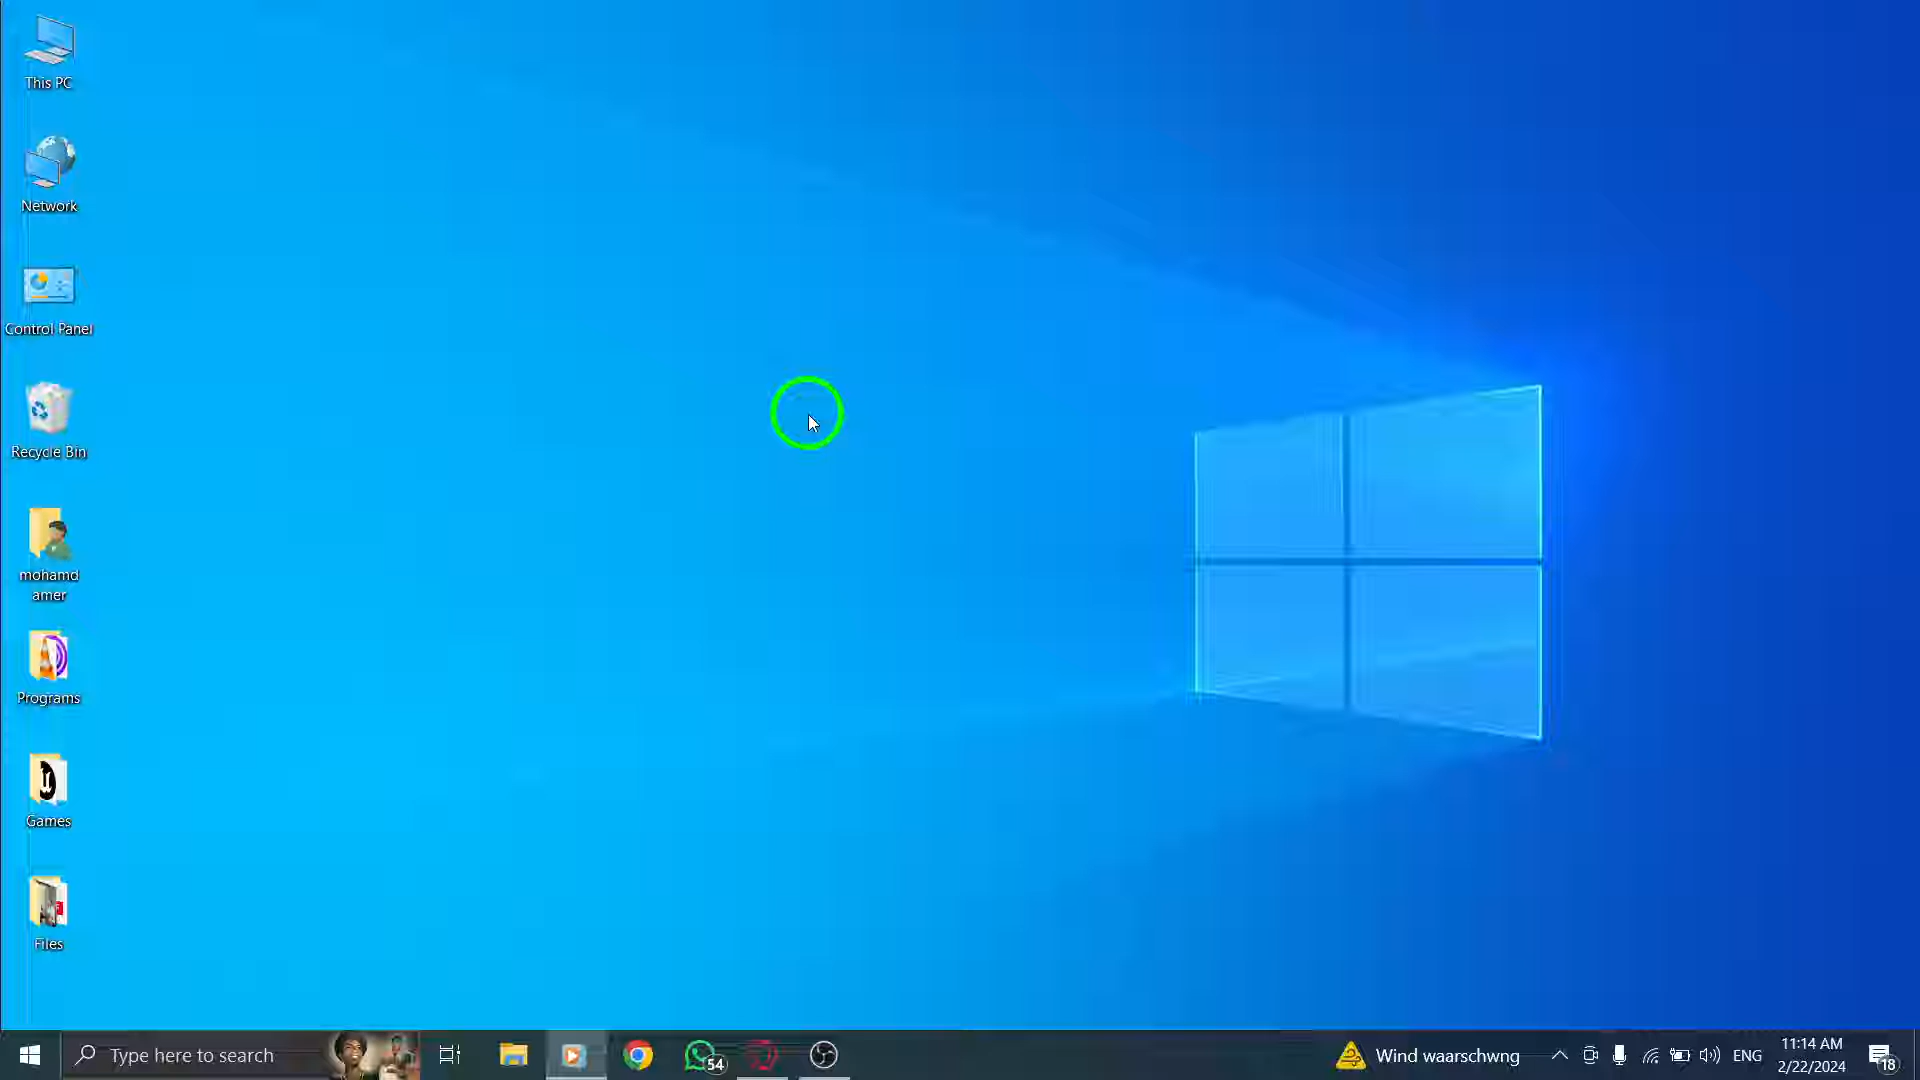 This PC
Network
Control Panel
Recycle Bin
mohamd
amer
Programs
Games
Files
Type here to search
54
Wind waarschwng
ENG
11:14 AM
2/22/2024
18